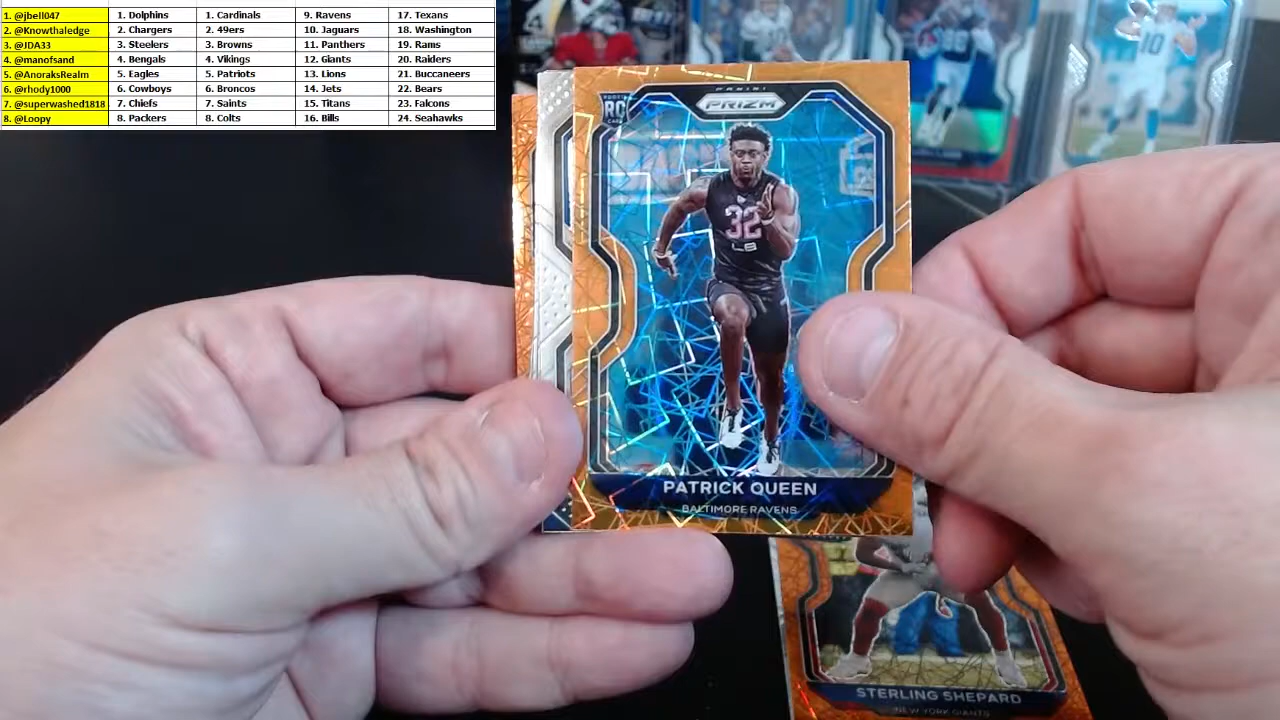 1. @jbell047 1. Dolphins 1. Cardinals 9. Ravens 17. Texans
2. @Knowthaledge 2. Chargers 2. 49ers 10. Jaguars 18. Washington
3. @JDA33 3. Steelers 3. Browns 11. Panthers 19. Rams
4. @manofsand 4. Bengals 4. Vikings 12. Giants 20. Raiders
5. @AnoraksRealm 5. Eagles 5. Patriots 13. Lions 21. Buccaneers
6. @rhody1000 6. Cowboys 6. Broncos 14. Jets 22. Bears
7. @superwashed1818 7. Chiefs 7. Saints 15. Titans 23. Falcons
8. @Loopy 8. Packers 8. Colts 16. Bills 24. Seahawks
10
RC
PANINI
PRIZM
32
LB
PATRICK QUEEN
BALTIMORE RAVENS
STERLING SHEPARD
NEW YORK GIANTS